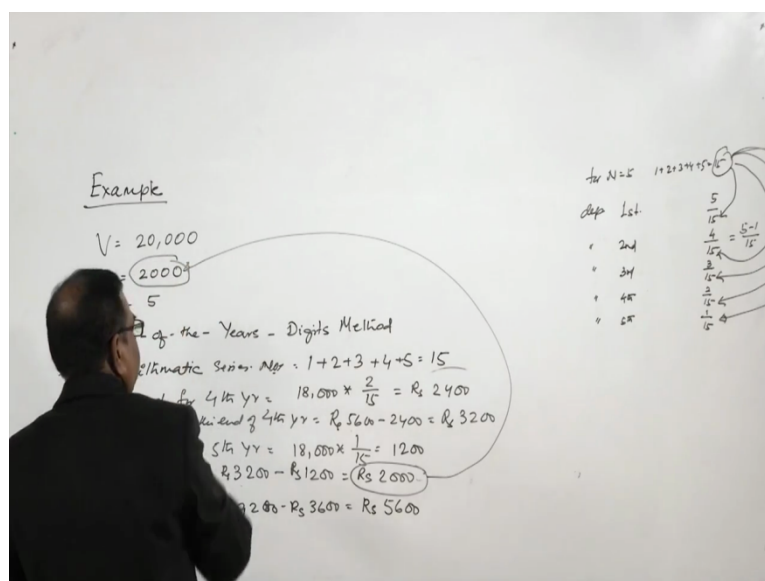 Example
V = 20,000
= 2000
5
of-the-Years-Digits Method
ithmatic Series : 1+2+3+4+5 = 15
for 4th Yr = 18,000 * 2/15 = Rs 2400
end of 4th yr = Rs 5600 - 2400 = Rs 3200
5th Yr = 18,000 * 1/15 = 1200
Rs 3200 - Rs 1200 = Rs 2000
7200 - Rs 3600 = Rs 5600
for N=5 1+2+3+4+5=15
dep 1st. 5/15
" 2nd 4/15 = 5-1/15
" 3rd 3/15
" 4th 2/15
" 5th 1/15